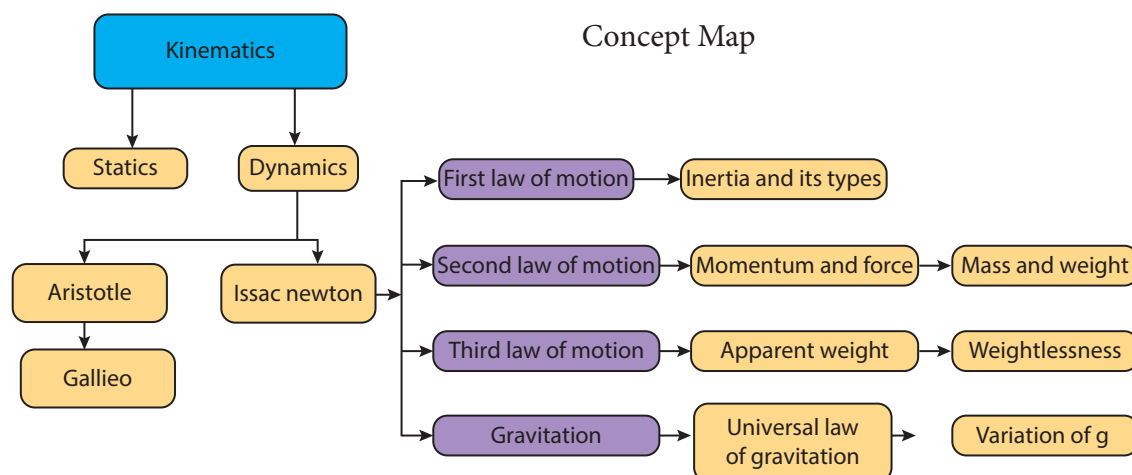 Concept Map
Kinematics
Statics
Dynamics
Aristotle
Gallieo
Issac newton
First law of motion
Inertia and its types
Second law of motion
Momentum and force
Mass and weight
Third law of motion
Apparent weight
Weightlessness
Gravitation
Universal law
of gravitation
Variation of g